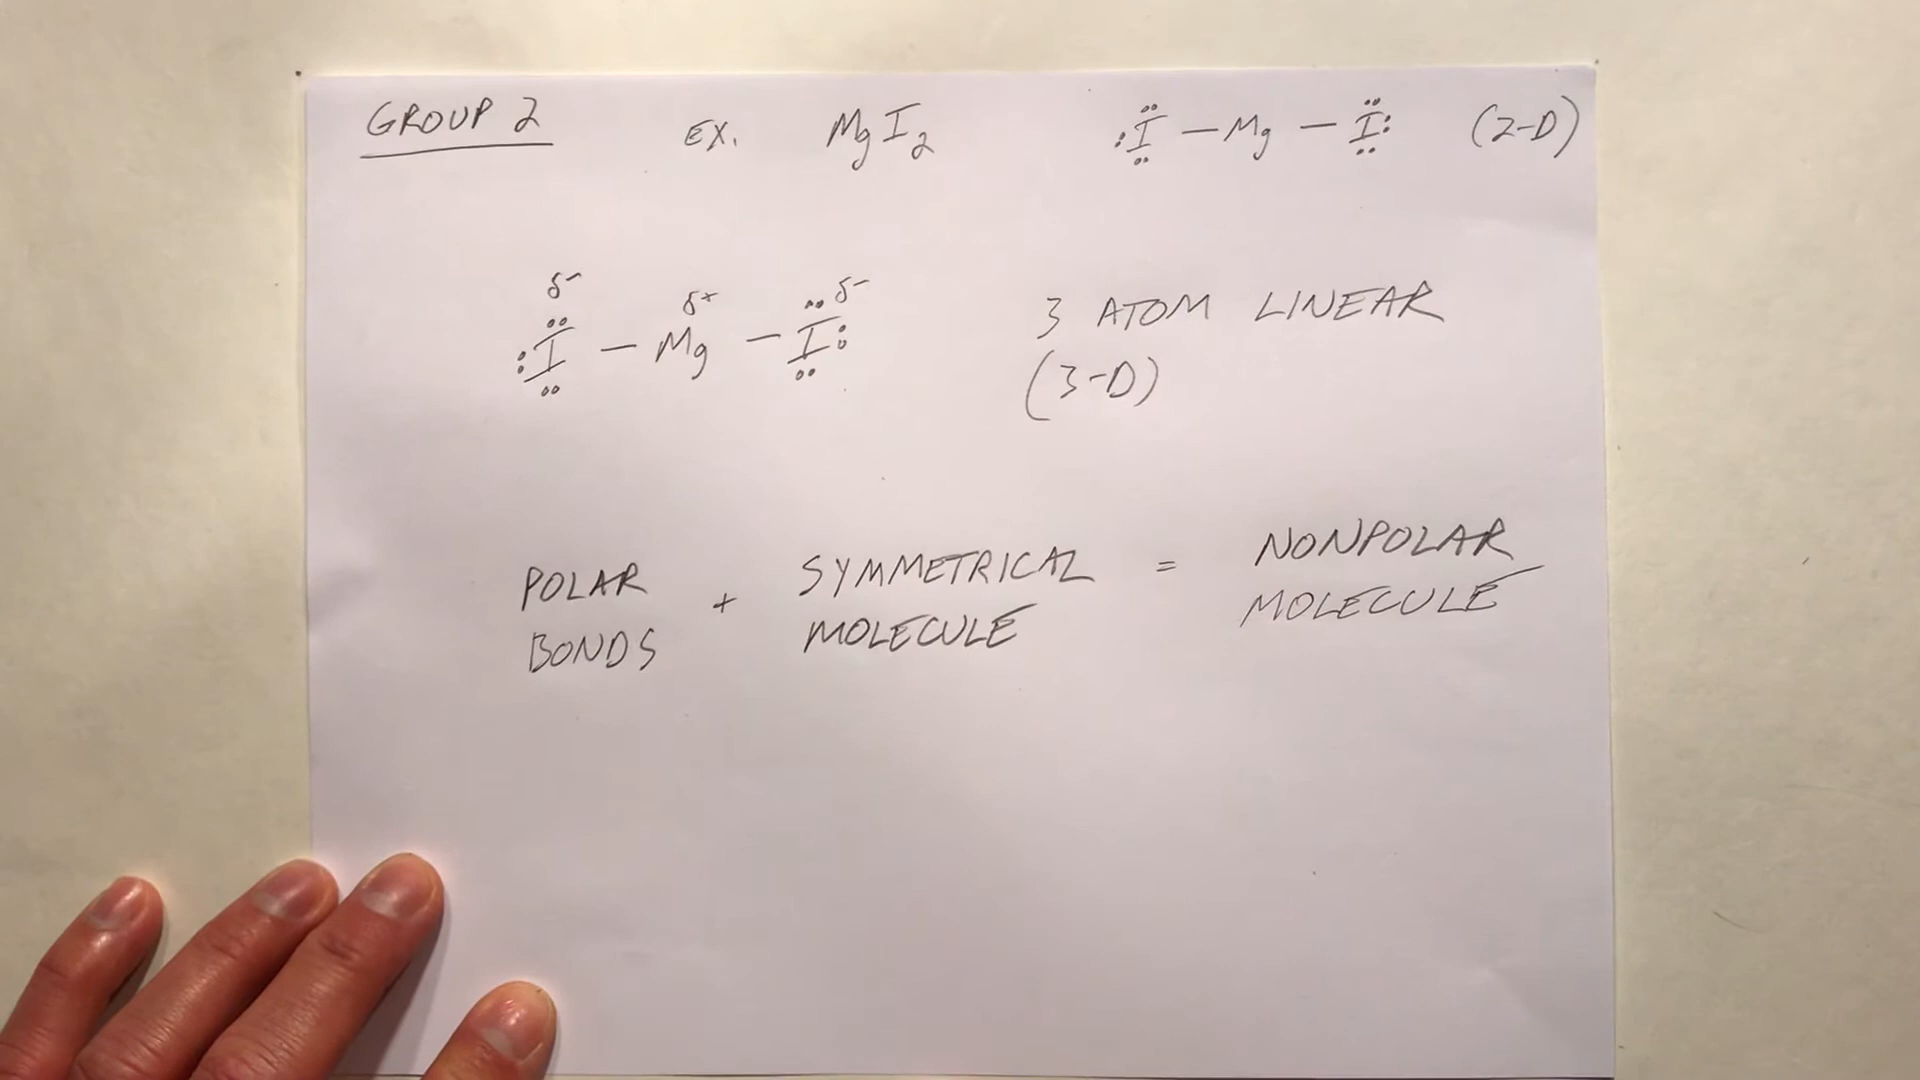 GROUP 2 EX. MgI₂ :Ï̤ — Mg — Ï̤: (2-D)
δ- δ+ δ-
:Ï̤ — Mg — Ï̤: 3 ATOM LINEAR
(3-D)
POLAR + SYMMETRICAL = NONPOLAR
BONDS MOLECULE MOLECULE